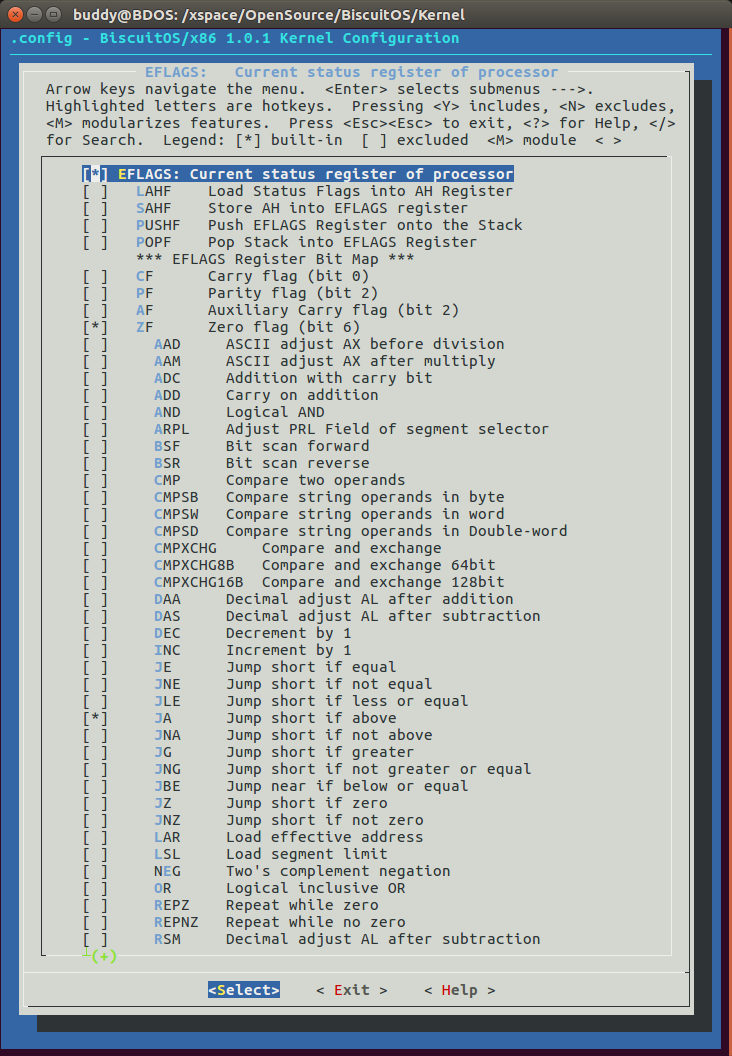 buddy@BDOS: /xspace/OpenSource/BiscuitOS/Kernel
.config - BiscuitOS/x86 1.0.1 Kernel Configuration
EFLAGS:   Current status register of processor
Arrow keys navigate the menu.  <Enter> selects submenus --->.
Highlighted letters are hotkeys.  Pressing <Y> includes, <N> excludes,
<M> modularizes features.  Press <Esc><Esc> to exit, <?> for Help, </>
for Search.  Legend: [*] built-in  [ ] excluded  <M> module  < >
[*] EFLAGS: Current status register of processor
[ ]   LAHF    Load Status Flags into AH Register
[ ]   SAHF    Store AH into EFLAGS register
[ ]   PUSHF   Push EFLAGS Register onto the Stack
[ ]   POPF    Pop Stack into EFLAGS Register
*** EFLAGS Register Bit Map ***
[ ]   CF      Carry flag (bit 0)
[ ]   PF      Parity flag (bit 2)
[ ]   AF      Auxiliary Carry flag (bit 2)
[*]   ZF      Zero flag (bit 6)
[ ]     AAD     ASCII adjust AX before division
[ ]     AAM     ASCII adjust AX after multiply
[ ]     ADC     Addition with carry bit
[ ]     ADD     Carry on addition
[ ]     AND     Logical AND
[ ]     ARPL    Adjust PRL Field of segment selector
[ ]     BSF     Bit scan forward
[ ]     BSR     Bit scan reverse
[ ]     CMP     Compare two operands
[ ]     CMPSB   Compare string operands in byte
[ ]     CMPSW   Compare string operands in word
[ ]     CMPSD   Compare string operands in Double-word
[ ]     CMPXCHG     Compare and exchange
[ ]     CMPXCHG8B   Compare and exchange 64bit
[ ]     CMPXCHG16B  Compare and exchange 128bit
[ ]     DAA     Decimal adjust AL after addition
[ ]     DAS     Decimal adjust AL after subtraction
[ ]     DEC     Decrement by 1
[ ]     INC     Increment by 1
[ ]     JE      Jump short if equal
[ ]     JNE     Jump short if not equal
[ ]     JLE     Jump short if less or equal
[*]     JA      Jump short if above
[ ]     JNA     Jump short if not above
[ ]     JG      Jump short if greater
[ ]     JNG     Jump short if not greater or equal
[ ]     JBE     Jump near if below or equal
[ ]     JZ      Jump short if zero
[ ]     JNZ     Jump short if not zero
[ ]     LAR     Load effective address
[ ]     LSL     Load segment limit
[ ]     NEG     Two's complement negation
[ ]     OR      Logical inclusive OR
[ ]     REPZ    Repeat while zero
[ ]     REPNZ   Repeat while no zero
[ ]     RSM     Decimal adjust AL after subtraction
(+)
<Select>    < Exit >    < Help >